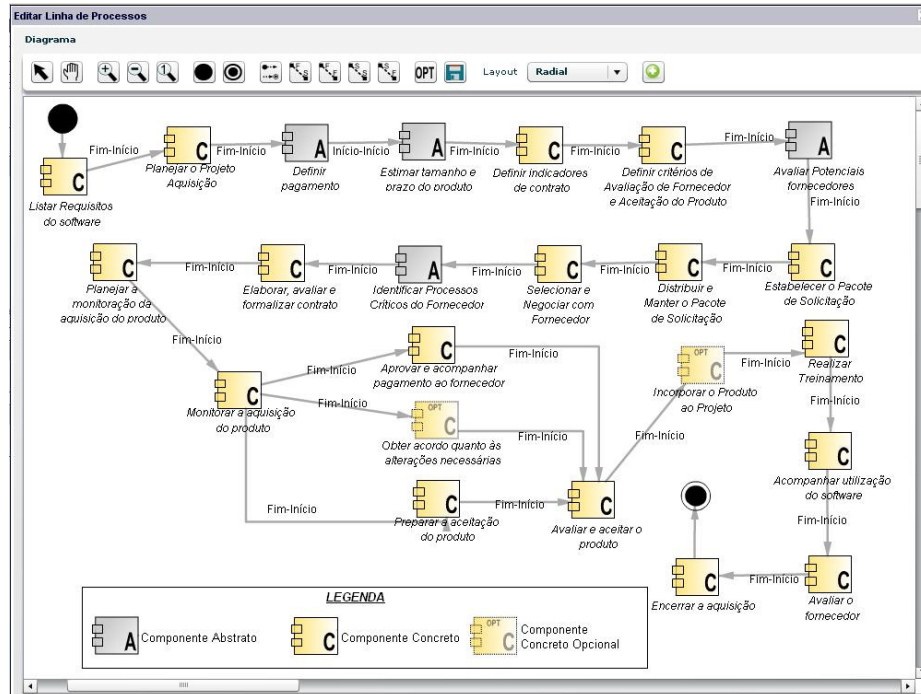 Editar Linha de Processos
Diagrama
OPT
Layout
Radial
Fim-Início
Fim-Início
Início-Início
Fim-Início
Fim-Início
Fim-Início
C
C
A
A
C
C
A
Listar Requisitos
do software
Planejar o Projeto
Aquisição
Definir
pagamento
Estimar tamanho e
prazo do produto
Definir indicadores
de contrato
Definir critérios de
Avaliação de Fornecedor
e Aceitação do Produto
Avaliar Potenciais
fornecedores
Fim-Início
C
C
A
C
C
C
Fim-Início
Fim-Início
Fim-Início
Fim-Início
Fim-Início
Planejar a
monitoração da
aquisição do produto
Elaborar, avaliar e
formalizar contrato
Identificar Processos
Críticos do Fornecedor
Selecionar e
Negociar com
Fornecedor
Distribuir e
Manter o Pacote
de Solicitação
Estabelecer o Pacote
de Solicitação
Fim-Início
C
Monitorar a aquisição
do produto
Fim-Início
C
Aprovar e acompanhar
pagamento ao fornecedor
Fim-Início
Fim-Início
OPT
C
Obter acordo quanto às
alterações necessárias
Fim-Início
Fim-Início
C
Preparar a aceitação
do produto
Fim-Início
C
Avaliar e aceitar o
produto
Fim-Início
OPT
C
Incorporar o Produto
ao Projeto
Fim-Início
C
Realizar
Treinamento
Fim-Início
C
Acompanhar utilização
do software
Fim-Início
C
Avaliar o
fornecedor
Fim-Início
C
Encerrar a aquisição
LEGENDA
A
Componente Abstrato
C
Componente Concreto
OPT
C
Componente
Concreto Opcional